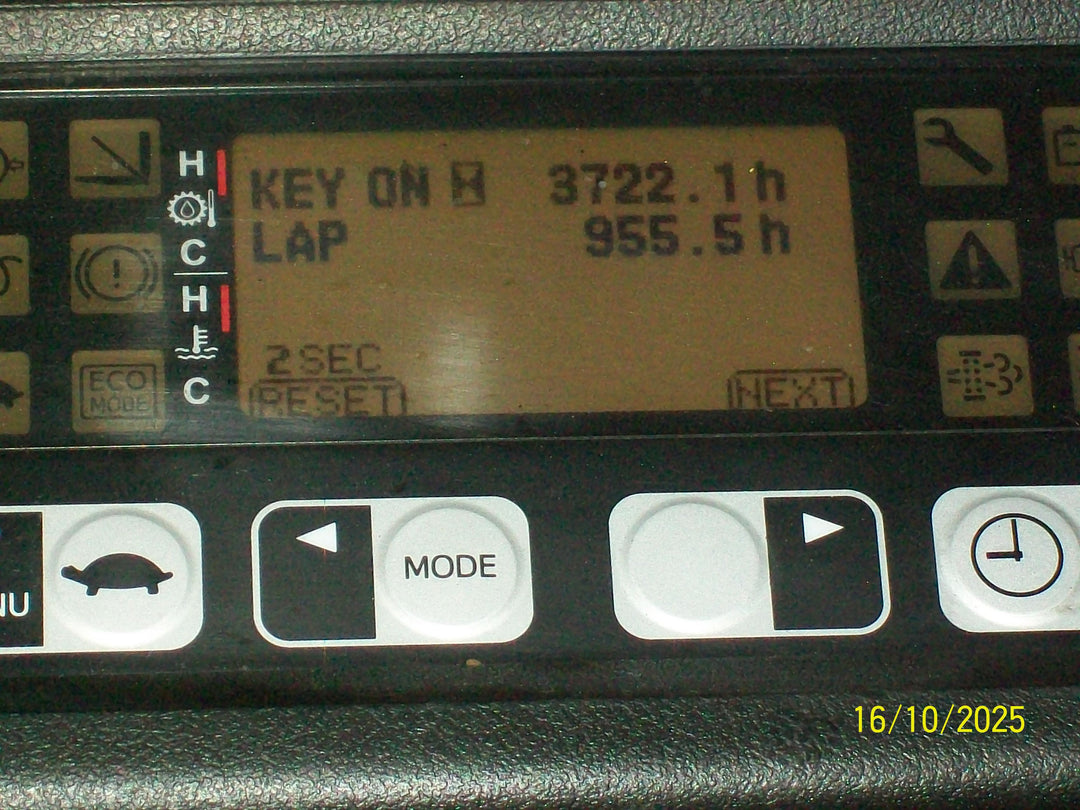 H
KEY ON 3722.1h
C
LAP 955.5h
H
C
2SEC
RESET NEXT
ECO
MODE
NU
MODE
16/10/2025